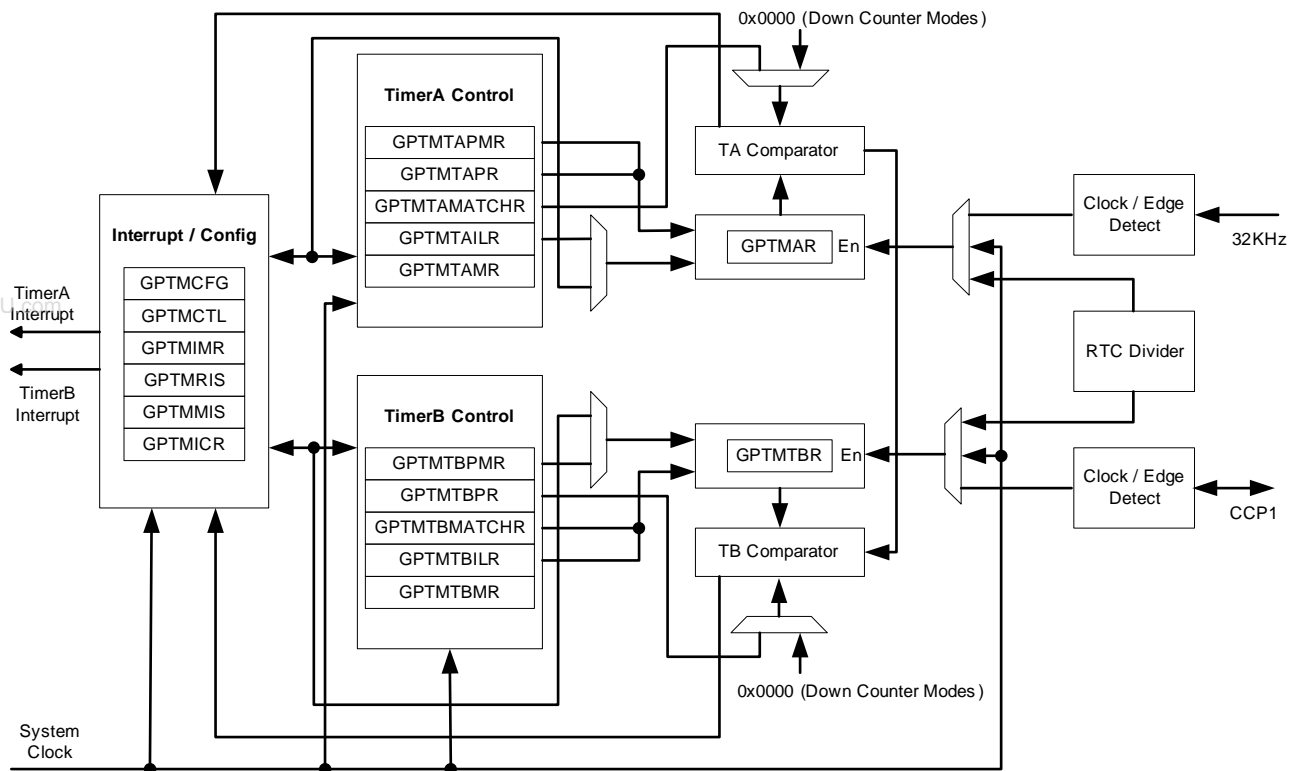 0x0000 (Down Counter Modes)
TimerA Control
GPTMTAPMR
GPTMTAPR
GPTMTAMATCHR
GPTMTAILR
GPTMTAMR
TA Comparator
GPTMAR
En
Clock / Edge
Detect
32KHz
Interrupt / Config
GPTMCFG
GPTMCTL
GPTMIMR
GPTMRIS
GPTMMIS
GPTMICR
TimerA
Interrupt
TimerB
Interrupt
RTC Divider
TimerB Control
GPTMTBPMR
GPTMTBPR
GPTMTBMATCHR
GPTMTBILR
GPTMTBMR
GPTMTBR
En
TB Comparator
Clock / Edge
Detect
CCP1
0x0000 (Down Counter Modes)
System
Clock